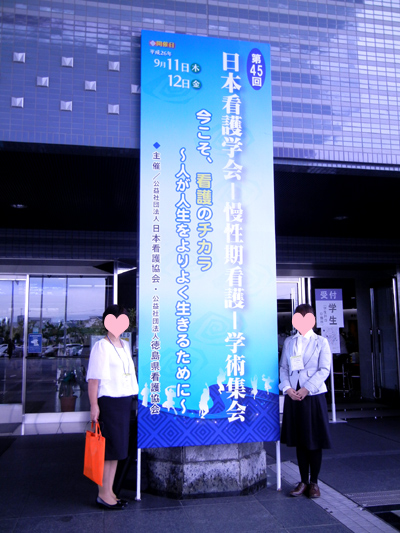 第45回
日本看護学会ー慢性期看護ー学術集会
今こそ、看護のチカラ
～人が人生をよりよく生きるために～
◆主催／公益社団法人日本看護協会・公益社団法人徳島県看護協会
◆開催日
平成26年
9月11日木
12日金
受付
学生